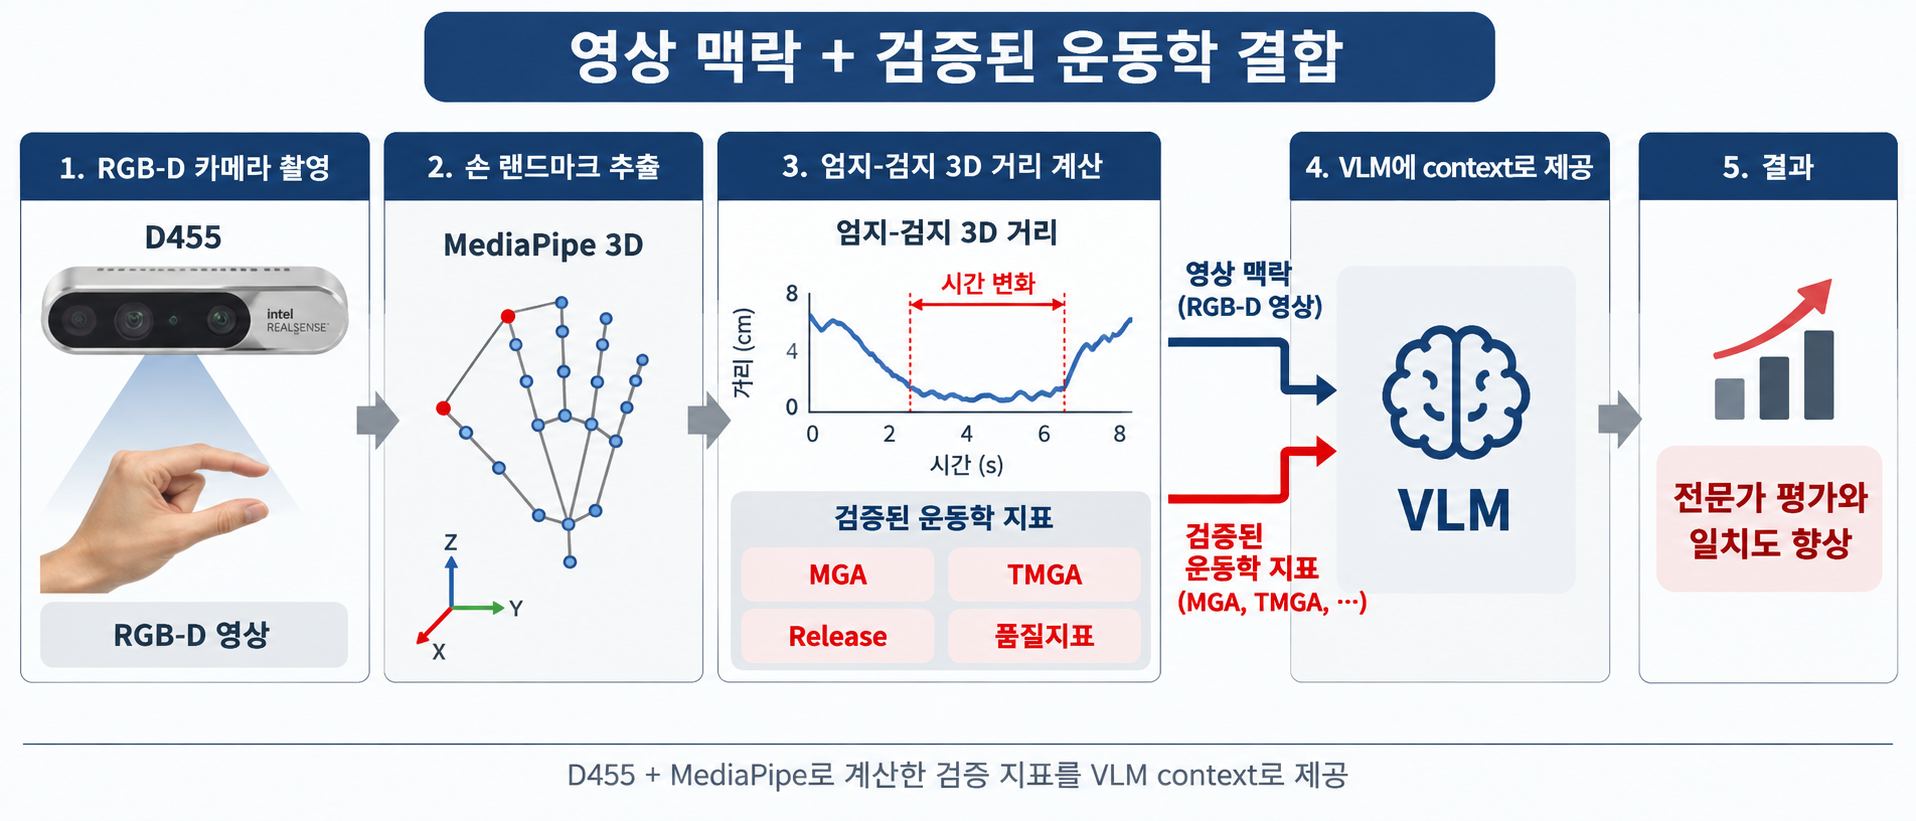 영상 맥락 + 검증된 운동학 결합
1. RGB-D 카메라 촬영
D455
intel
REALSENSE™
RGB-D 영상
2. 손 랜드마크 추출
MediaPipe 3D
Z
Y
X
3. 엄지-검지 3D 거리 계산
엄지-검지 3D 거리
시간 변화
거리 (cm)
8
4
0
0 2 4 6 8
시간 (s)
검증된 운동학 지표
MGA TMGA
Release 품질지표
영상 맥락
(RGB-D 영상)
검증된
운동학 지표
(MGA, TMGA, ⋯)
4. VLM에 context로 제공
VLM
5. 결과
전문가 평가와
일치도 향상
D455 + MediaPipe로 계산한 검증 지표를 VLM context로 제공